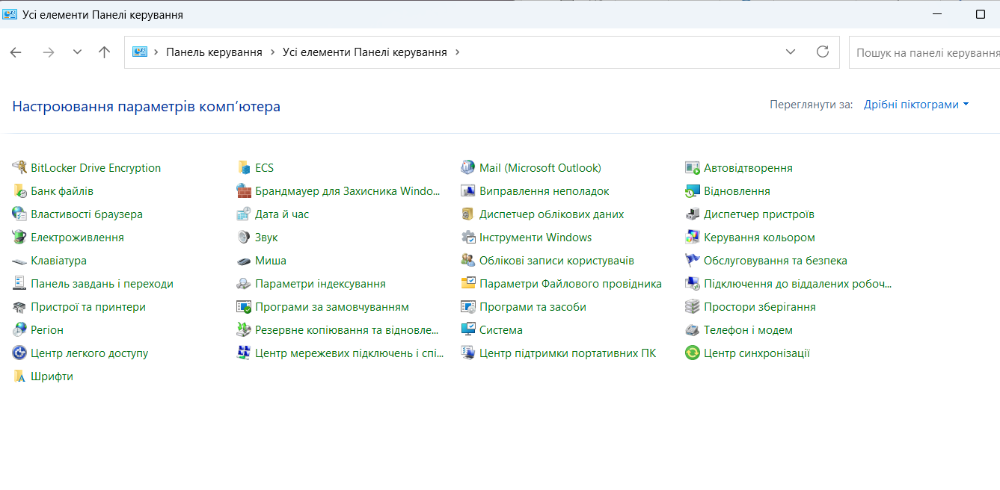 Усі елементи Панелі керування
Панель керування
Усі елементи Панелі керування
Пошук на панелі керування
Настроювання параметрів комп’ютера
Переглянути за: Дрібні піктограми
BitLocker Drive Encryption
ECS
Mail (Microsoft Outlook)
Автовідтворення
Банк файлів
Брандмауер для Захисника Windo...
Виправлення неполадок
Відновлення
Властивості браузера
Дата й час
Диспетчер облікових даних
Диспетчер пристроїв
Електроживлення
Звук
Інструменти Windows
Керування кольором
Клавіатура
Миша
Облікові записи користувачів
Обслуговування та безпека
Панель завдань і переходи
Параметри індексування
Параметри Файлового провідника
Підключення до віддалених робоч...
Пристрої та принтери
Програми за замовчуванням
Програми та засоби
Простори зберігання
Регіон
Резервне копіювання та відновле...
Система
Телефон і модем
Центр легкого доступу
Центр мережевих підключень і спі...
Центр підтримки портативних ПК
Центр синхронізації
Шрифти